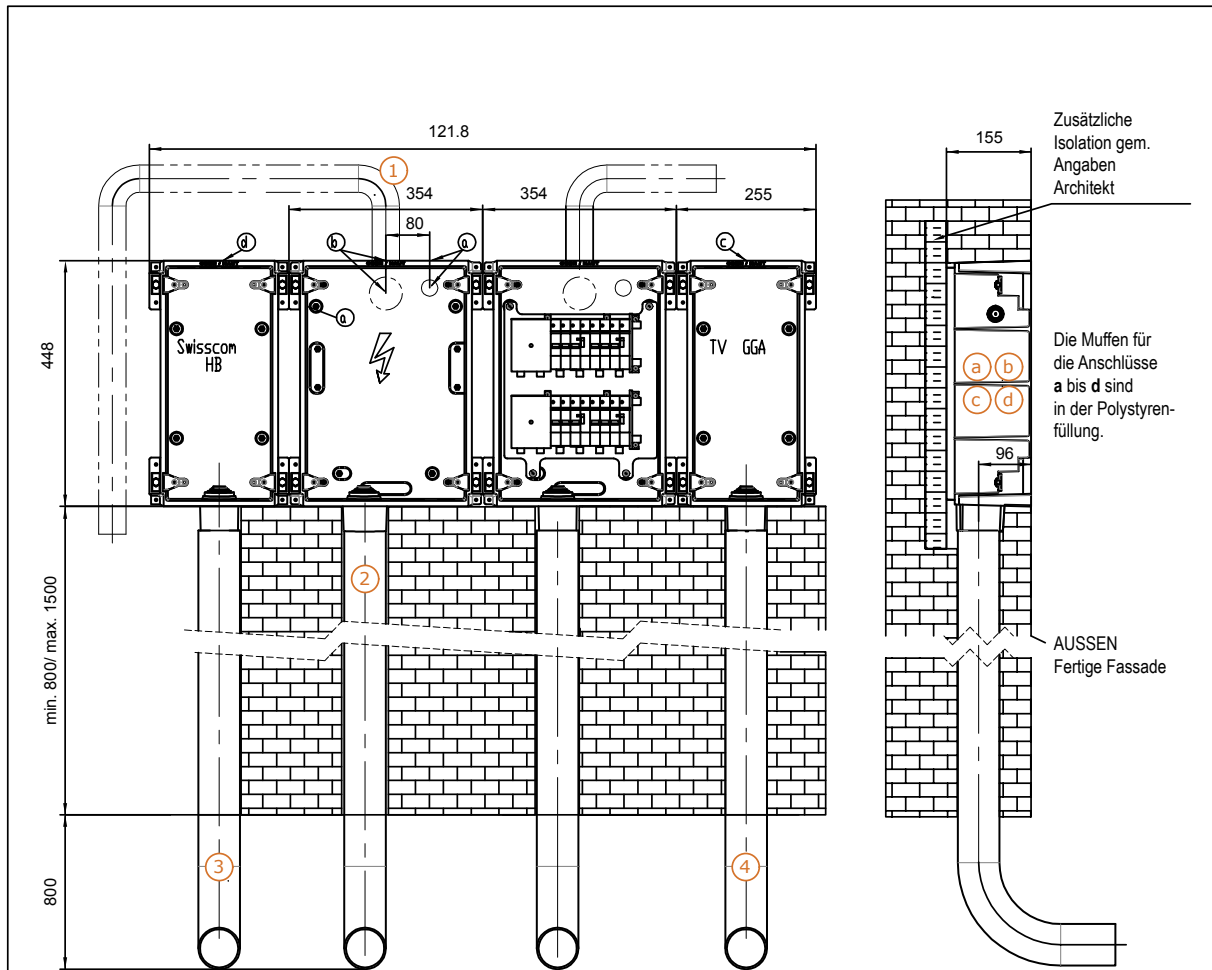 121.8
1
354
354
255
80
d
b
a
c
a
448
Swisscom
HB
TV GGA
min. 800/ max. 1500
2
800
3
4
155
Zusätzliche
Isolation gem.
Angaben
Architekt
a b
c d
Die Muffen für
die Anschlüsse
a bis d sind
in der Polystyren-
füllung.
96
AUSSEN
Fertige Fassade